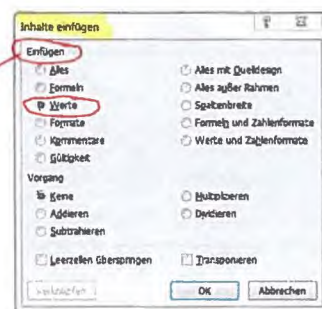 Inhalte einfügen
Einfügen
Alles
Alles mit Quelldesign
Formeln
Alles außer Rahmen
Werte
Spaltenbreite
Formate
Formeln und Zahlenformate
Kommentare
Werte und Zahlenformate
Gültigkeit
Vorgang
Keine
Multiplizieren
Addieren
Dividieren
Subtrahieren
Leerzellen überspringen
Transponieren
OK
Abbrechen